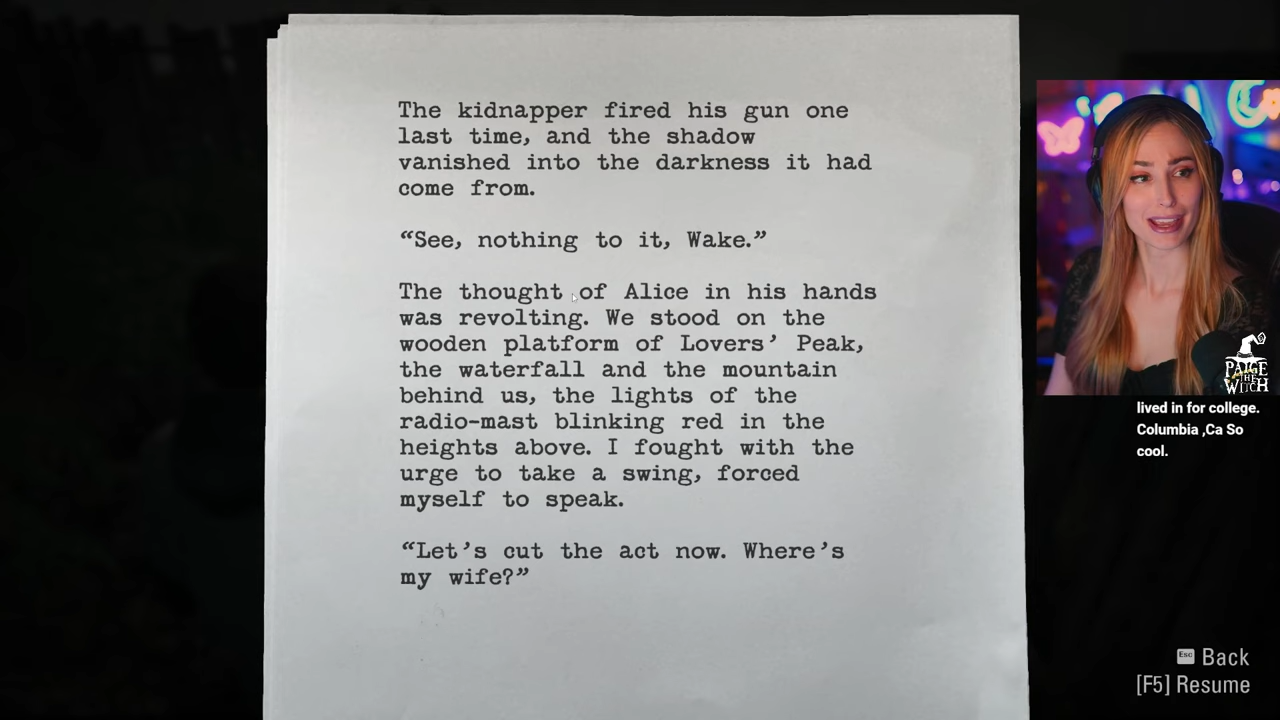 The kidnapper fired his gun one
last time, and the shadow
vanished into the darkness it had
come from.
“See, nothing to it, Wake.”
The thought of Alice in his hands
was revolting. We stood on the
wooden platform of Lovers’ Peak,
the waterfall and the mountain
behind us, the lights of the
radio-mast blinking red in the
heights above. I fought with the
urge to take a swing, forced
myself to speak.
“Let’s cut the act now. Where’s
my wife?”
PAIGE
THE
WITCH
lived in for college.
Columbia ,Ca So
cool.
Esc Back
[F5] Resume